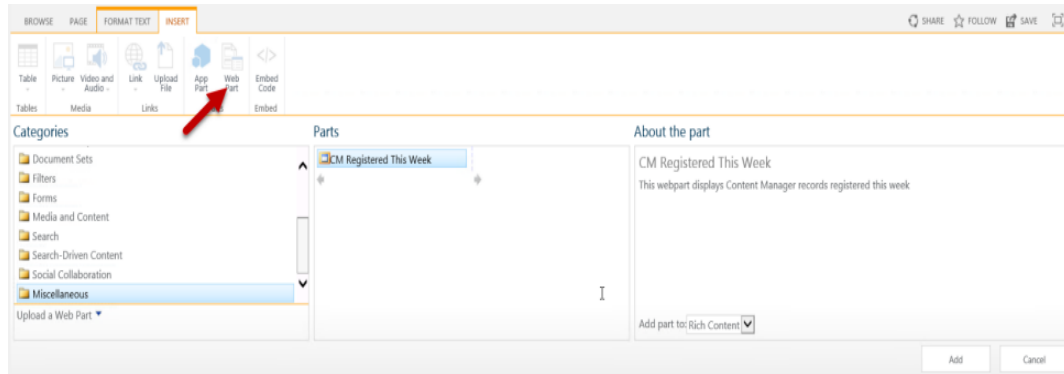 BROWSE PAGE FORMAT TEXT INSERT SHARE FOLLOW SAVE
Table Picture Video and Audio Link Upload File App Part Web Part Embed Code
Tables Media Links Embed
Categories Parts About the part
Document Sets
Filters
Forms
Media and Content
Search
Search-Driven Content
Social Collaboration
Miscellaneous
Upload a Web Part
CM Registered This Week
CM Registered This Week
This webpart displays Content Manager records registered this week
Add part to: Rich Content
Add Cancel